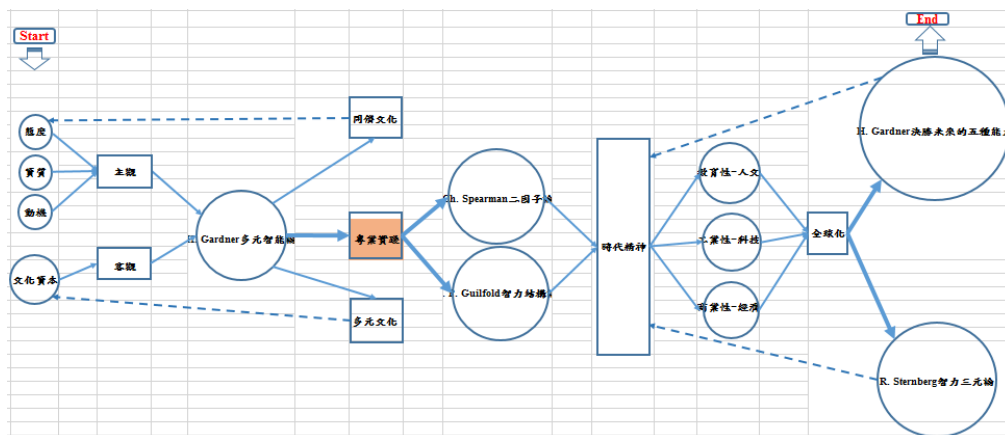 Start
End
態度
資質
動機
文化資本
主觀
客觀
Gardner多元智能
同儕文化
專業實踐
多元文化
Ch. Spearman二因子
Guilford智力結構
時代精神
教育性-人文
工業性-科技
商業性-經濟
全球化
H. Gardner決勝未來的五種能
R. Sternberg智力三元論